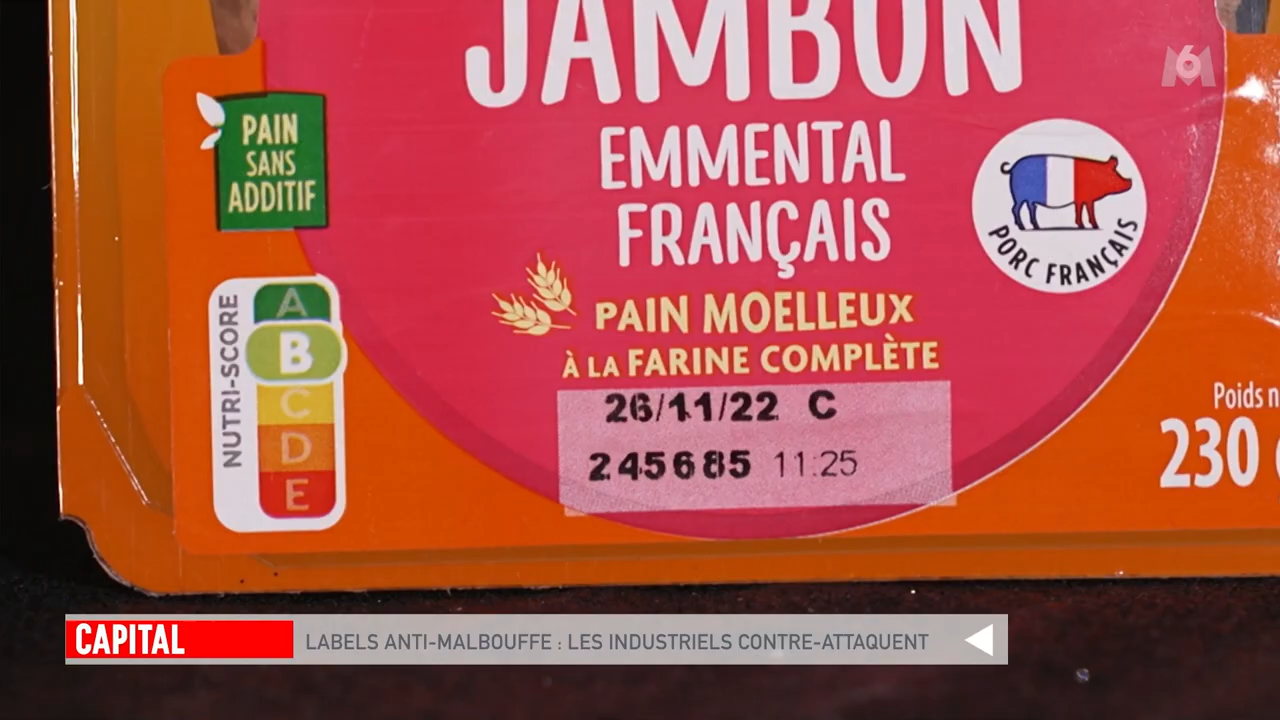 JAMBON
M6
PAIN
SANS
ADDITIF
EMMENTAL
FRANÇAIS
PORC FRANÇAIS
PAIN MOELLEUX
À LA FARINE COMPLÈTE
NUTRI-SCORE
A
B
C
D
E
26/11/22 C
245685 11:25
Poids
230
CAPITAL
LABELS ANTI-MALBOUFFE : LES INDUSTRIELS CONTRE-ATTAQUENT